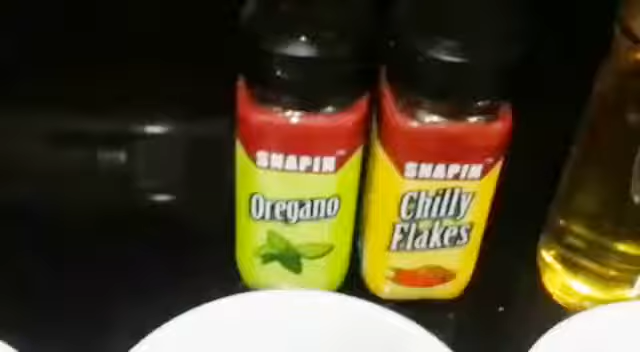 SNAPIN
Oregano
SNAPIN
Chilly
Flakes